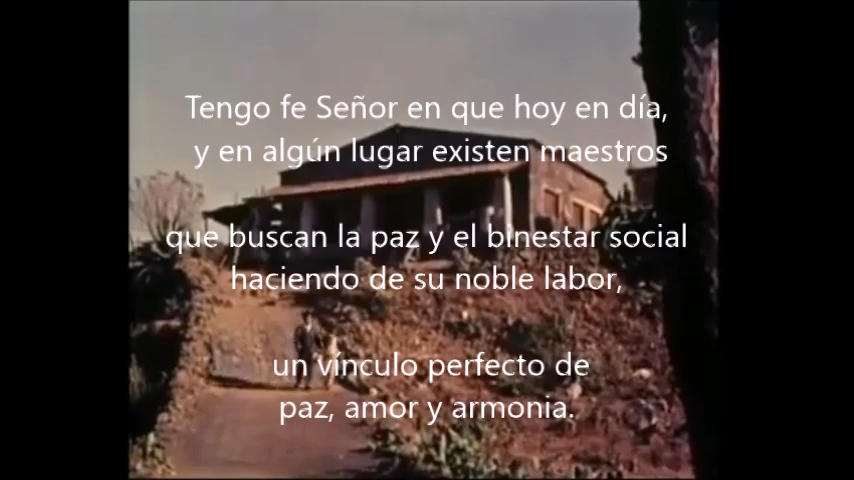 Tengo fe Señor en que hoy en día,
y en algún lugar existen maestros
que buscan la paz y el binestar social
haciendo de su noble labor,
un vínculo perfecto de
paz, amor y armonia.